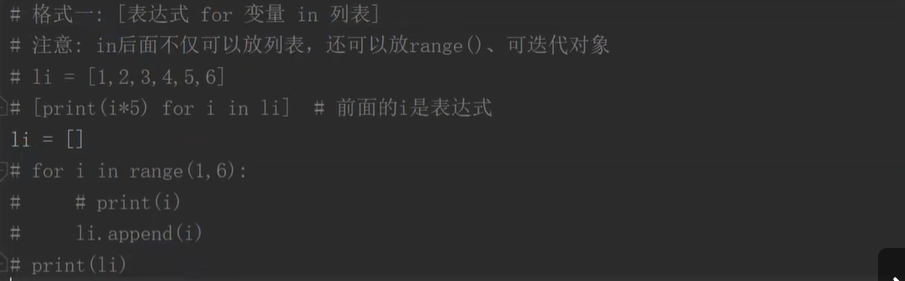 # 格式一: [表达式 for 变量 in 列表]
# 注意: in后面不仅可以放列表，还可以放range()、可迭代对象
# li = [1,2,3,4,5,6]
# [print(i*5) for i in li]  # 前面的i是表达式
li = []
# for i in range(1,6):
#     # print(i)
#     li.append(i)
# print(li)